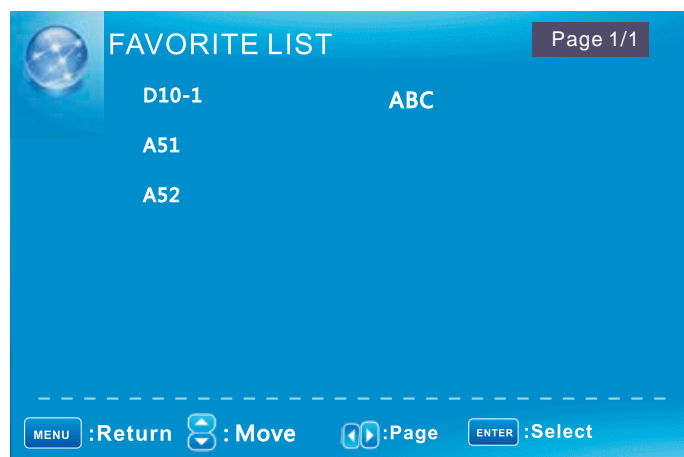 FAVORITE LIST Page 1/1
D10-1 ABC
A51
A52
MENU :Return : Move :Page ENTER :Select